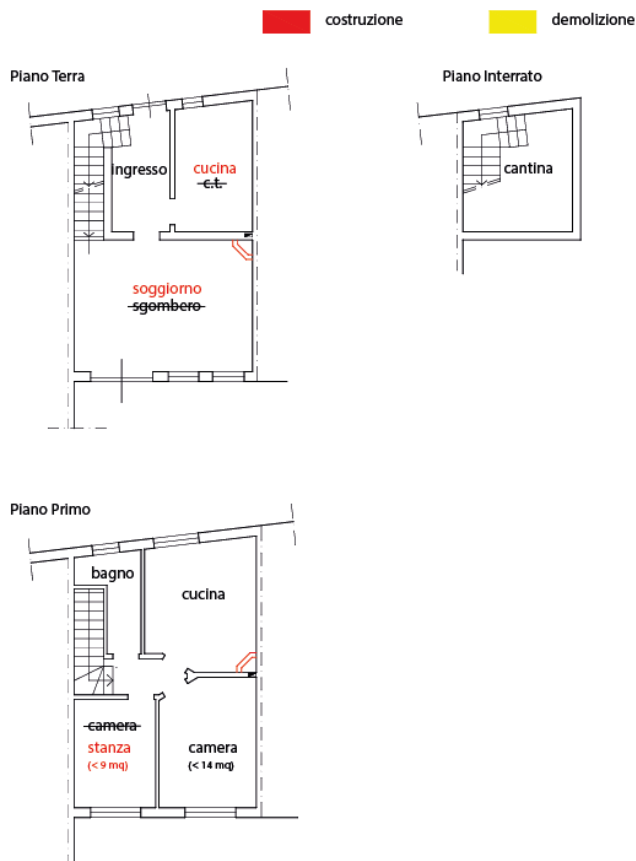 costruzione
demolizione
Piano Terra
Piano Interrato
ingresso
cucina
c.t.
cantina
soggiorno
sgombero
Piano Primo
bagno
cucina
camera
stanza
(< 9 mq)
camera
(< 14 mq)